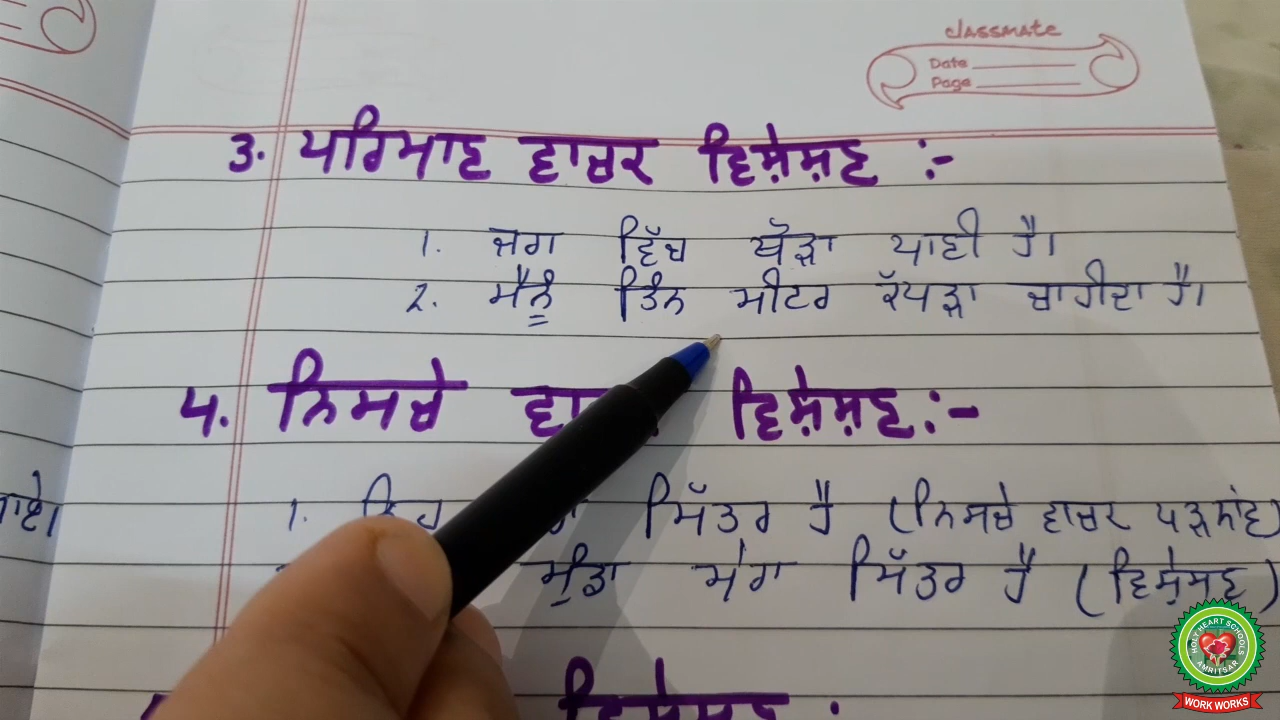 classmate
Date
Page
3. ਪਰਿਮਾਣ ਵਾਚਕ ਵਿਸ਼ੇਸ਼ਣ :-
1. ਜਗ ਵਿੱਚ ਥੋੜ੍ਹਾ ਪਾਣੀ ਹੈ।
2. ਮੈਨੂੰ ਤਿੰਨ ਮੀਟਰ ਕੱਪੜਾ ਚਾਹੀਦਾ ਹੈ।
4. ਨਿਸਚੇ ਵਿਸ਼ੇਸ਼ਣ :-
1. ਮਿੱਤਰ ਹੈ (ਨਿਸਚੇ ਵਾਚਕ ਪੜਨਾਂਵ)
ਮੁੰਡਾ ਮੇਰਾ ਮਿੱਤਰ ਹੈ (ਵਿਸ਼ੇਸਣ)
HOLY HEART SCHOOLS
AMRITSAR
WORK WORKS